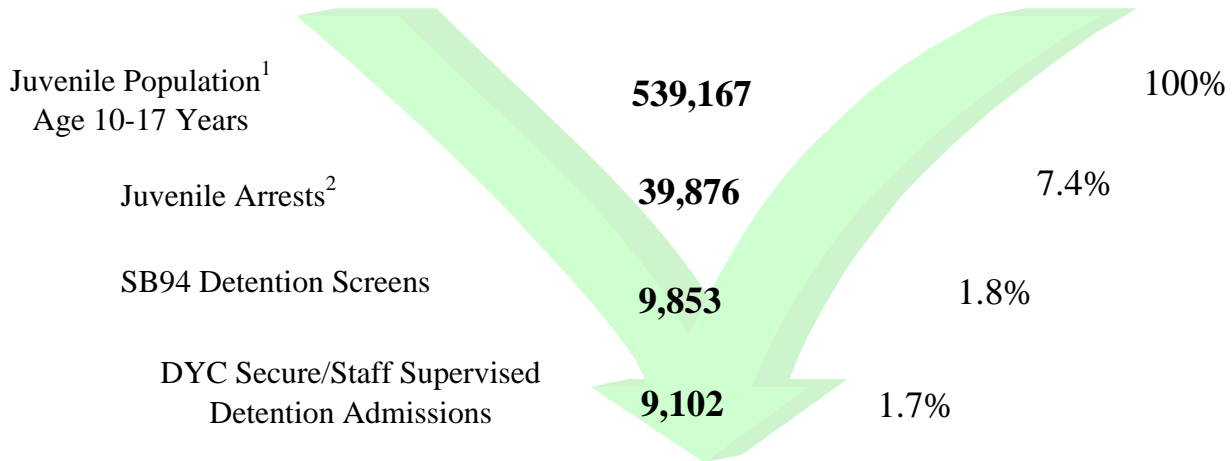 Juvenile Population¹ 539,167 100%
Age 10-17 Years
Juvenile Arrests² 39,876 7.4%
SB94 Detention Screens 9,853 1.8%
DYC Secure/Staff Supervised
Detention Admissions 9,102 1.7%